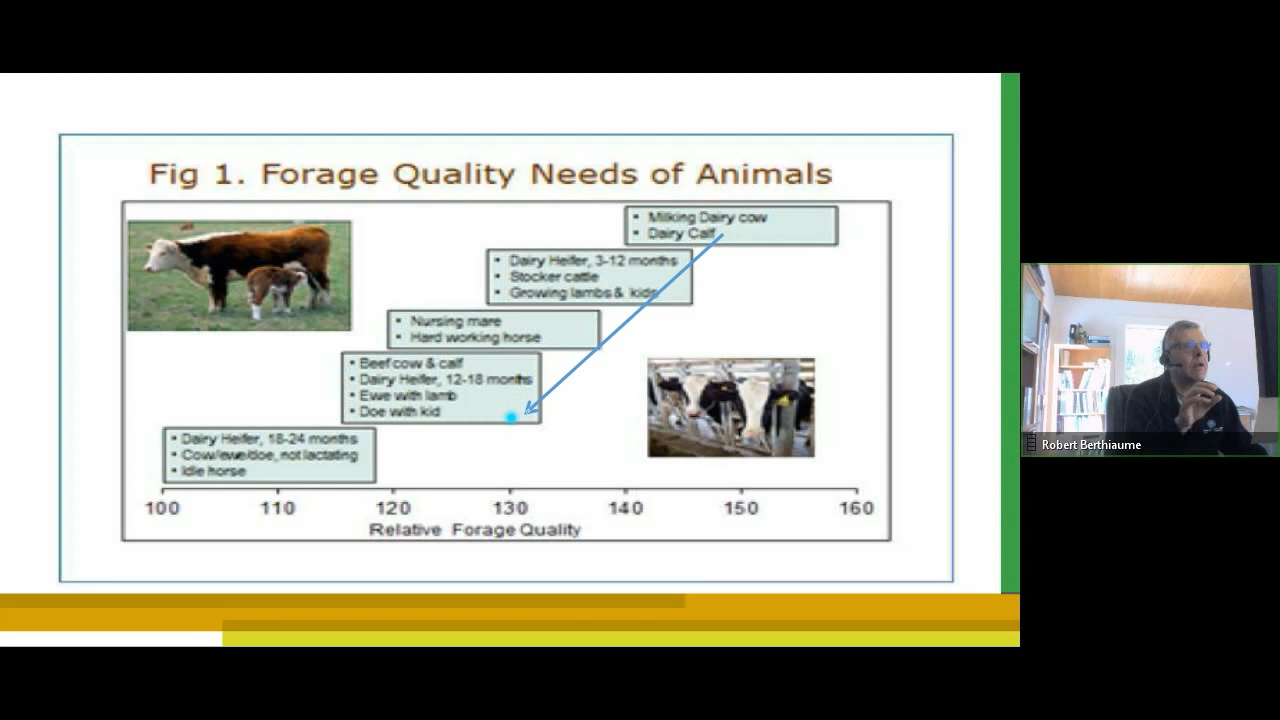 Fig 1. Forage Quality Needs of Animals
• Milking Dairy cow
• Dairy Calf
• Dairy Heifer, 3-12 months
• Stocker cattle
• Growing lambs & kids
• Nursing mare
• Hard working horse
• Beef cow & calf
• Dairy Heifer, 12-18 months
• Ewe with lamb
• Doe with kid
• Dairy Heifer, 18-24 months
• Cow/ewe/doe, not lactating
• Idle horse
100 110 120 130 140 150 160
Relative Forage Quality
Robert Berthiaume